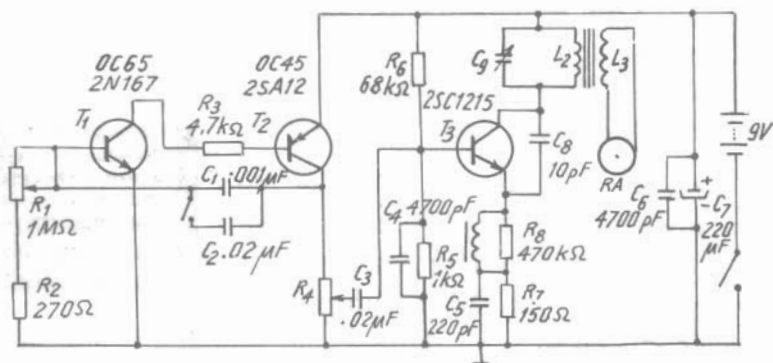 OC65
2N167
OC45
2SA12
T1
T2
R3
4.7kΩ
R6
68kΩ
2SC1215
T3
C9
L2
L3
C8
10pF
RA
9V
C1 .001µF
C2 .02µF
R1
1MΩ
R2
270Ω
R4
C3
.02µF
C4
4700pF
R5
1kΩ
C5
220pF
R8
470kΩ
R7
150Ω
C6
4700pF
+
- C7
220
µF